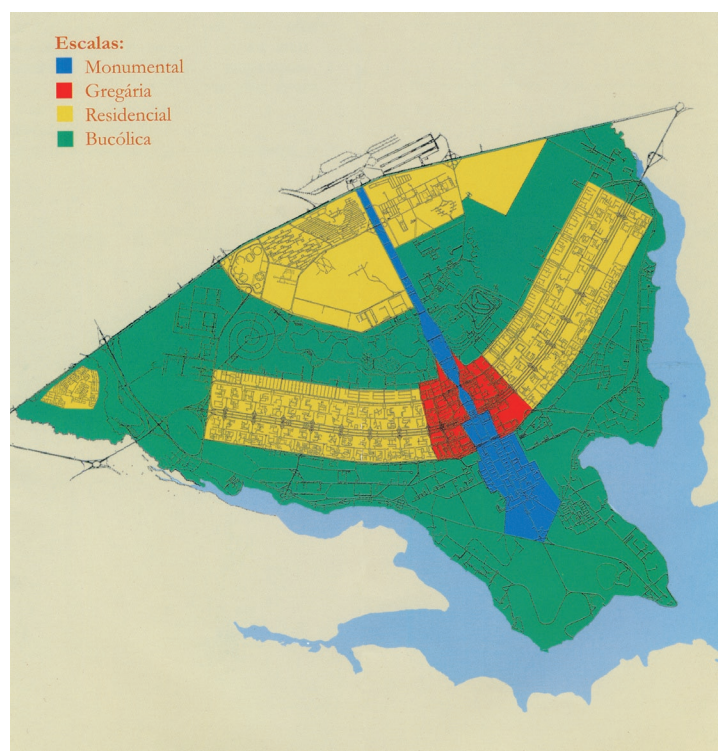 Escalas:
Monumental
Gregária
Residencial
Bucólica